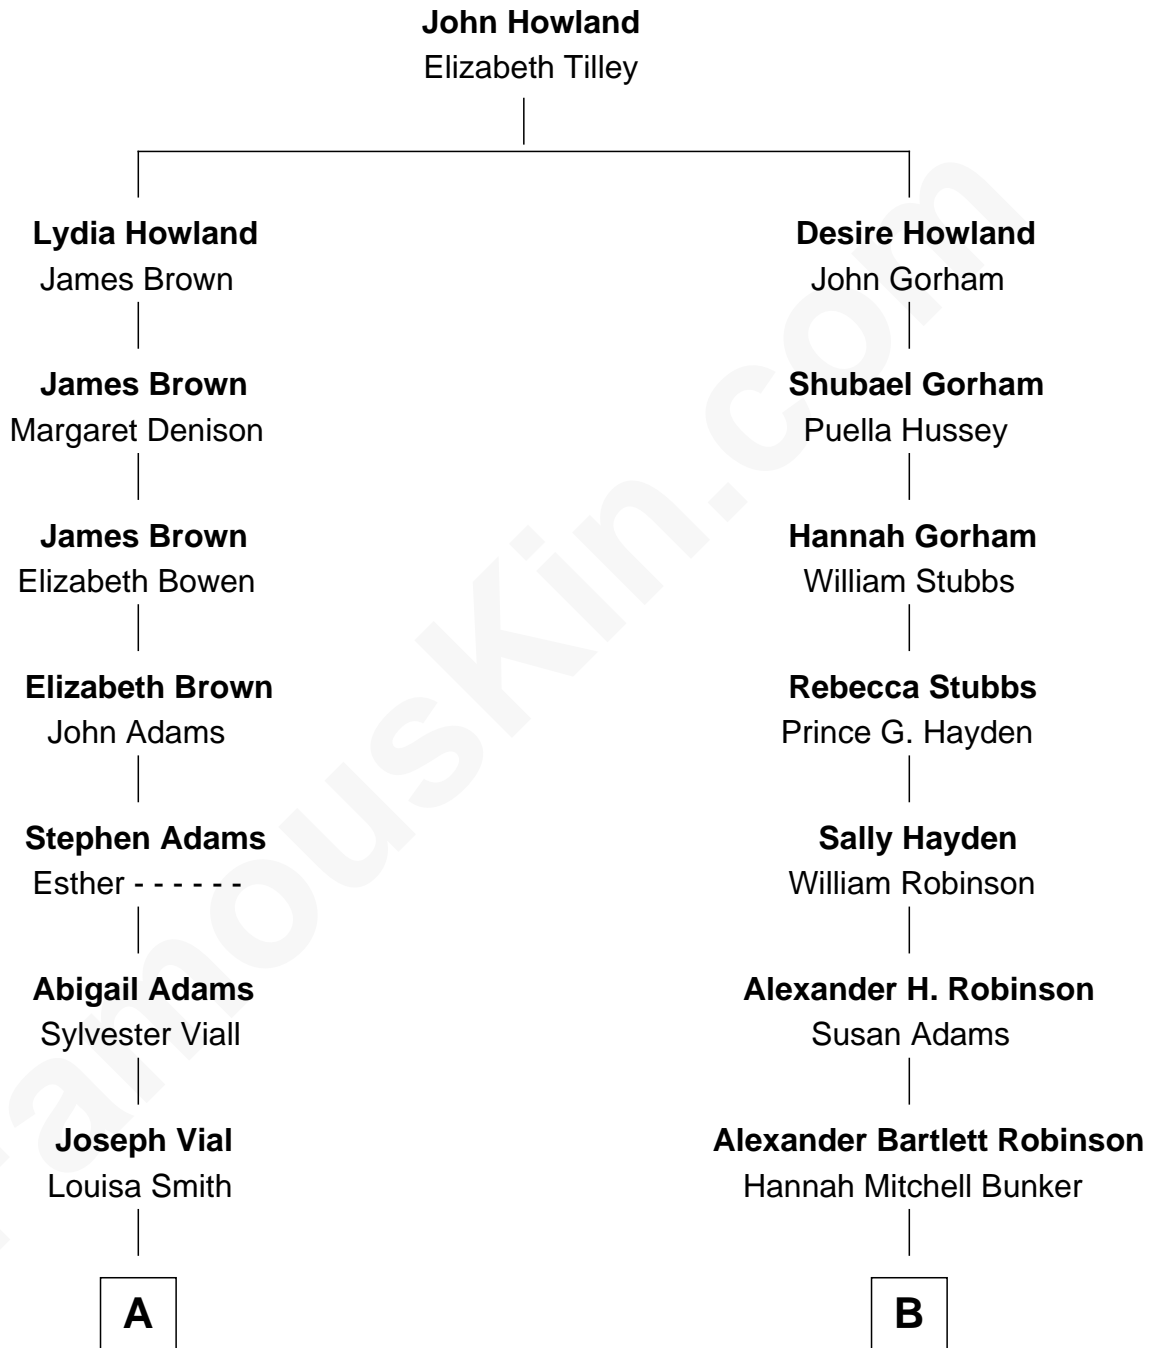 John Howland
Elizabeth Tilley
Lydia Howland
James Brown
James Brown
Margaret Denison
James Brown
Elizabeth Bowen
Elizabeth Brown
John Adams
Stephen Adams
Esther - - - - - -
Abigail Adams
Sylvester Viall
Joseph Vial
Louisa Smith
A
Desire Howland
John Gorham
Shubael Gorham
Puella Hussey
Hannah Gorham
William Stubbs
Rebecca Stubbs
Prince G. Hayden
Sally Hayden
William Robinson
Alexander H. Robinson
Susan Adams
Alexander Bartlett Robinson
Hannah Mitchell Bunker
B
FamousKin.com